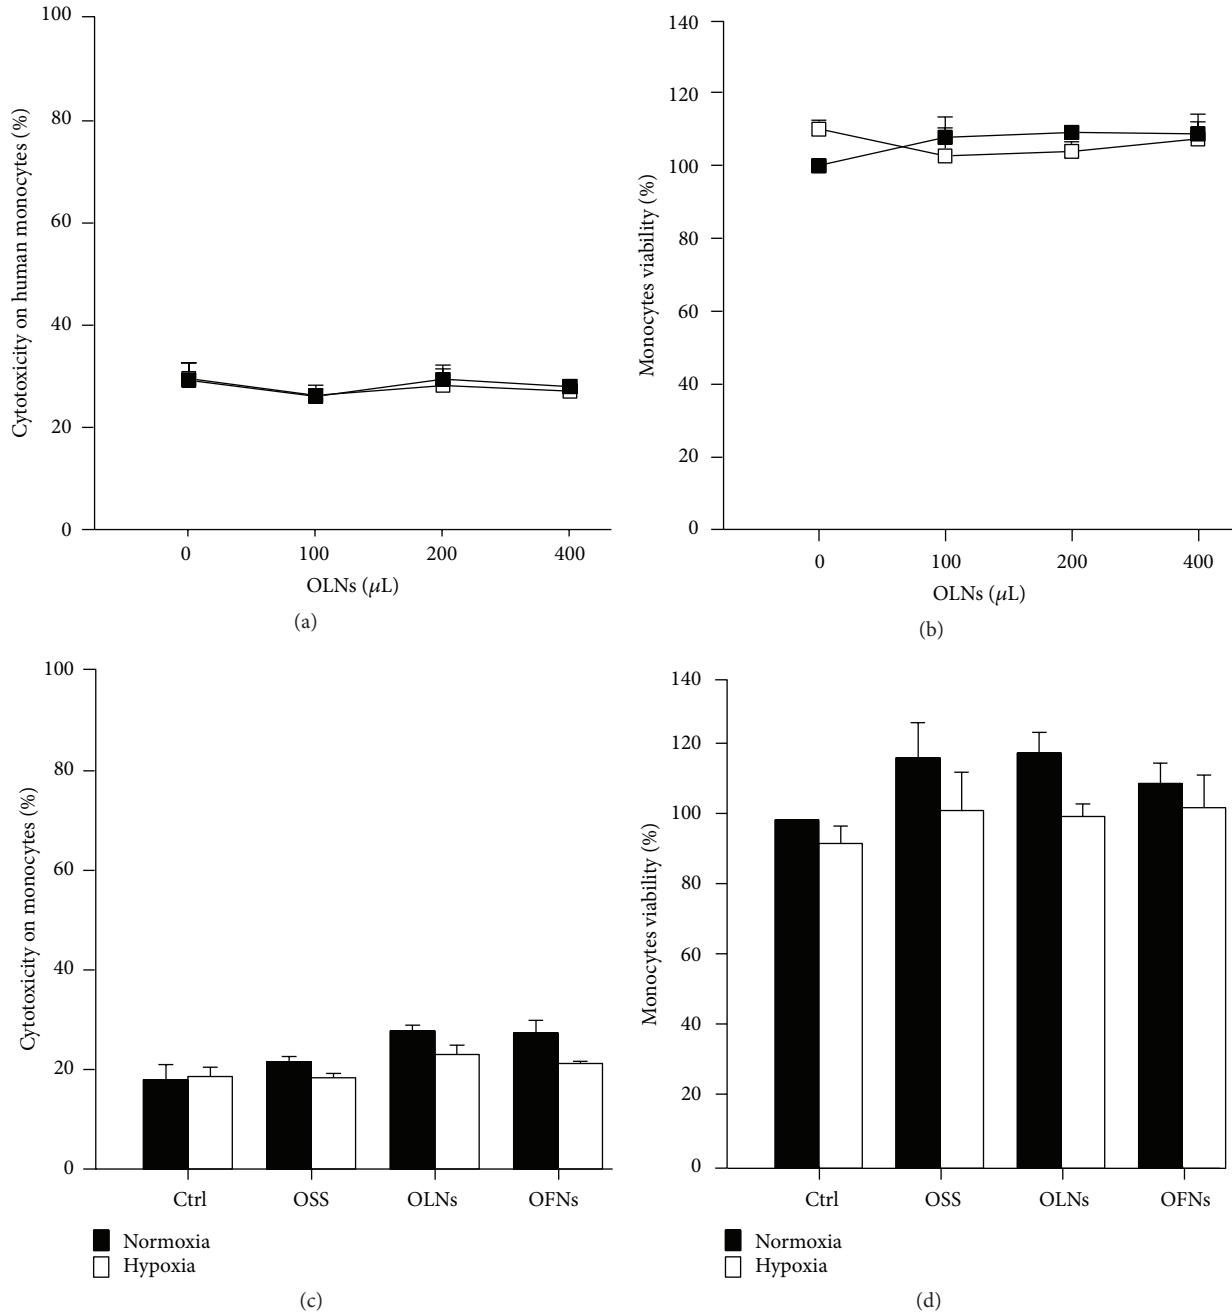 100
80
60
40
20
0
Cytotoxicity on human monocytes (%)
0 100 200 400
OLNs (μL)
(a)
140
120
100
80
60
40
20
0
Monocytes viability (%)
0 100 200 400
OLNs (μL)
(b)
100
80
60
40
20
0
Cytotoxicity on monocytes (%)
Ctrl OSS OLNs OFNs
Normoxia
Hypoxia
(c)
140
120
100
80
60
40
20
0
Monocytes viability (%)
Ctrl OSS OLNs OFNs
Normoxia
Hypoxia
(d)